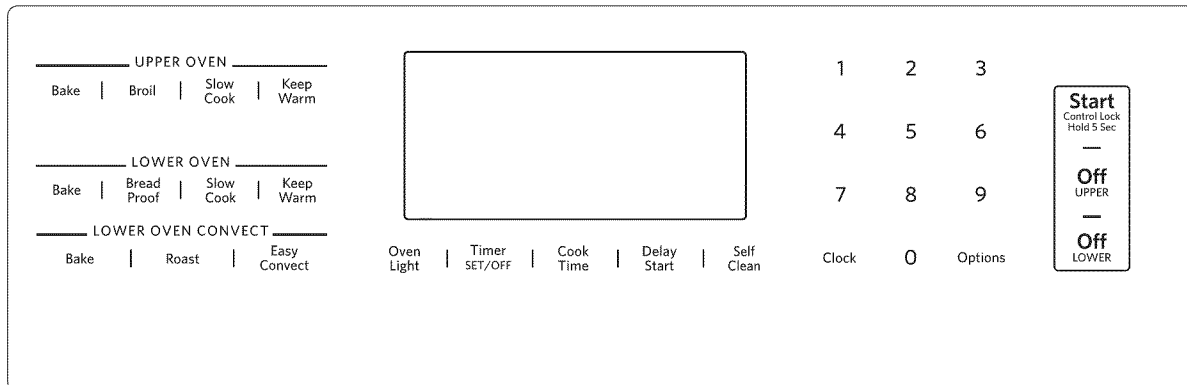 UPPER OVEN
Bake | Broil | Slow Cook | Keep Warm
LOWER OVEN
Bake | Bread Proof | Slow Cook | Keep Warm
LOWER OVEN CONVECT
Bake | Roast | Easy Convect
Oven Light | Timer SET/OFF | Cook Time | Delay Start | Self Clean
1 2 3
4 5 6
7 8 9
Clock 0 Options
Start
Control Lock
Hold 5 Sec
Off
UPPER
Off
LOWER